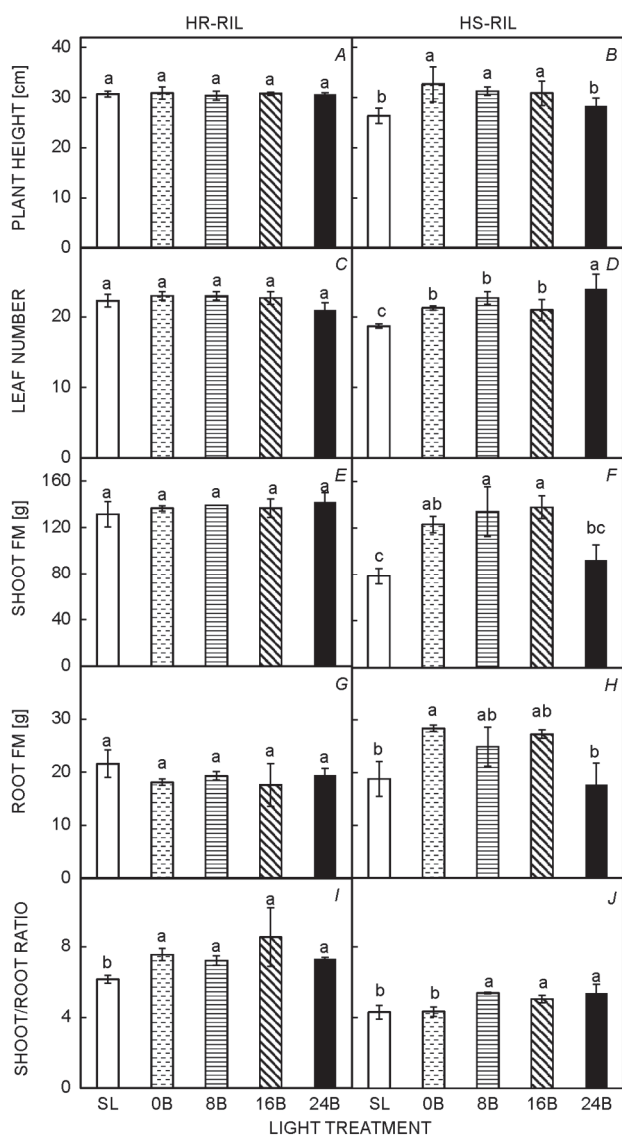 HR-RIL HS-RIL
PLANT HEIGHT [cm]
40
30
20
10
0
A
a a a a a
B
b a a a b
LEAF NUMBER
20
10
0
C
a a a a a
D
c b b b a
SHOOT FM [g]
160
120
80
40
0
E
a a a a a
F
c ab a a bc
ROOT FM [g]
30
20
10
0
G
a a a a a
H
b a ab ab b
SHOOT/ROOT RATIO
8
4
0
I
b a a a a
J
b b a a a
SL 0B 8B 16B 24B SL 0B 8B 16B 24B
LIGHT TREATMENT